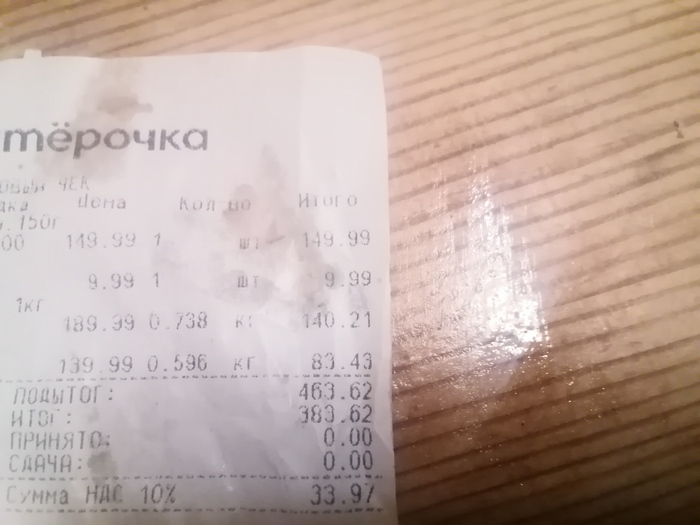 тёрочка
ЧЕК
Цена Кол во Итого
150г
00 149.99 1 шт 149.99
9.99 1 шт 9.99
1кг
189.99 0.738 кг 140.21
139.99 0.596 кг 83.43
ПОДЫТОГ: 463.62
ИТОГ: 383.62
ПРИНЯТО: 0.00
СДАЧА: 0.00
Сумма НДС 10% 33.97